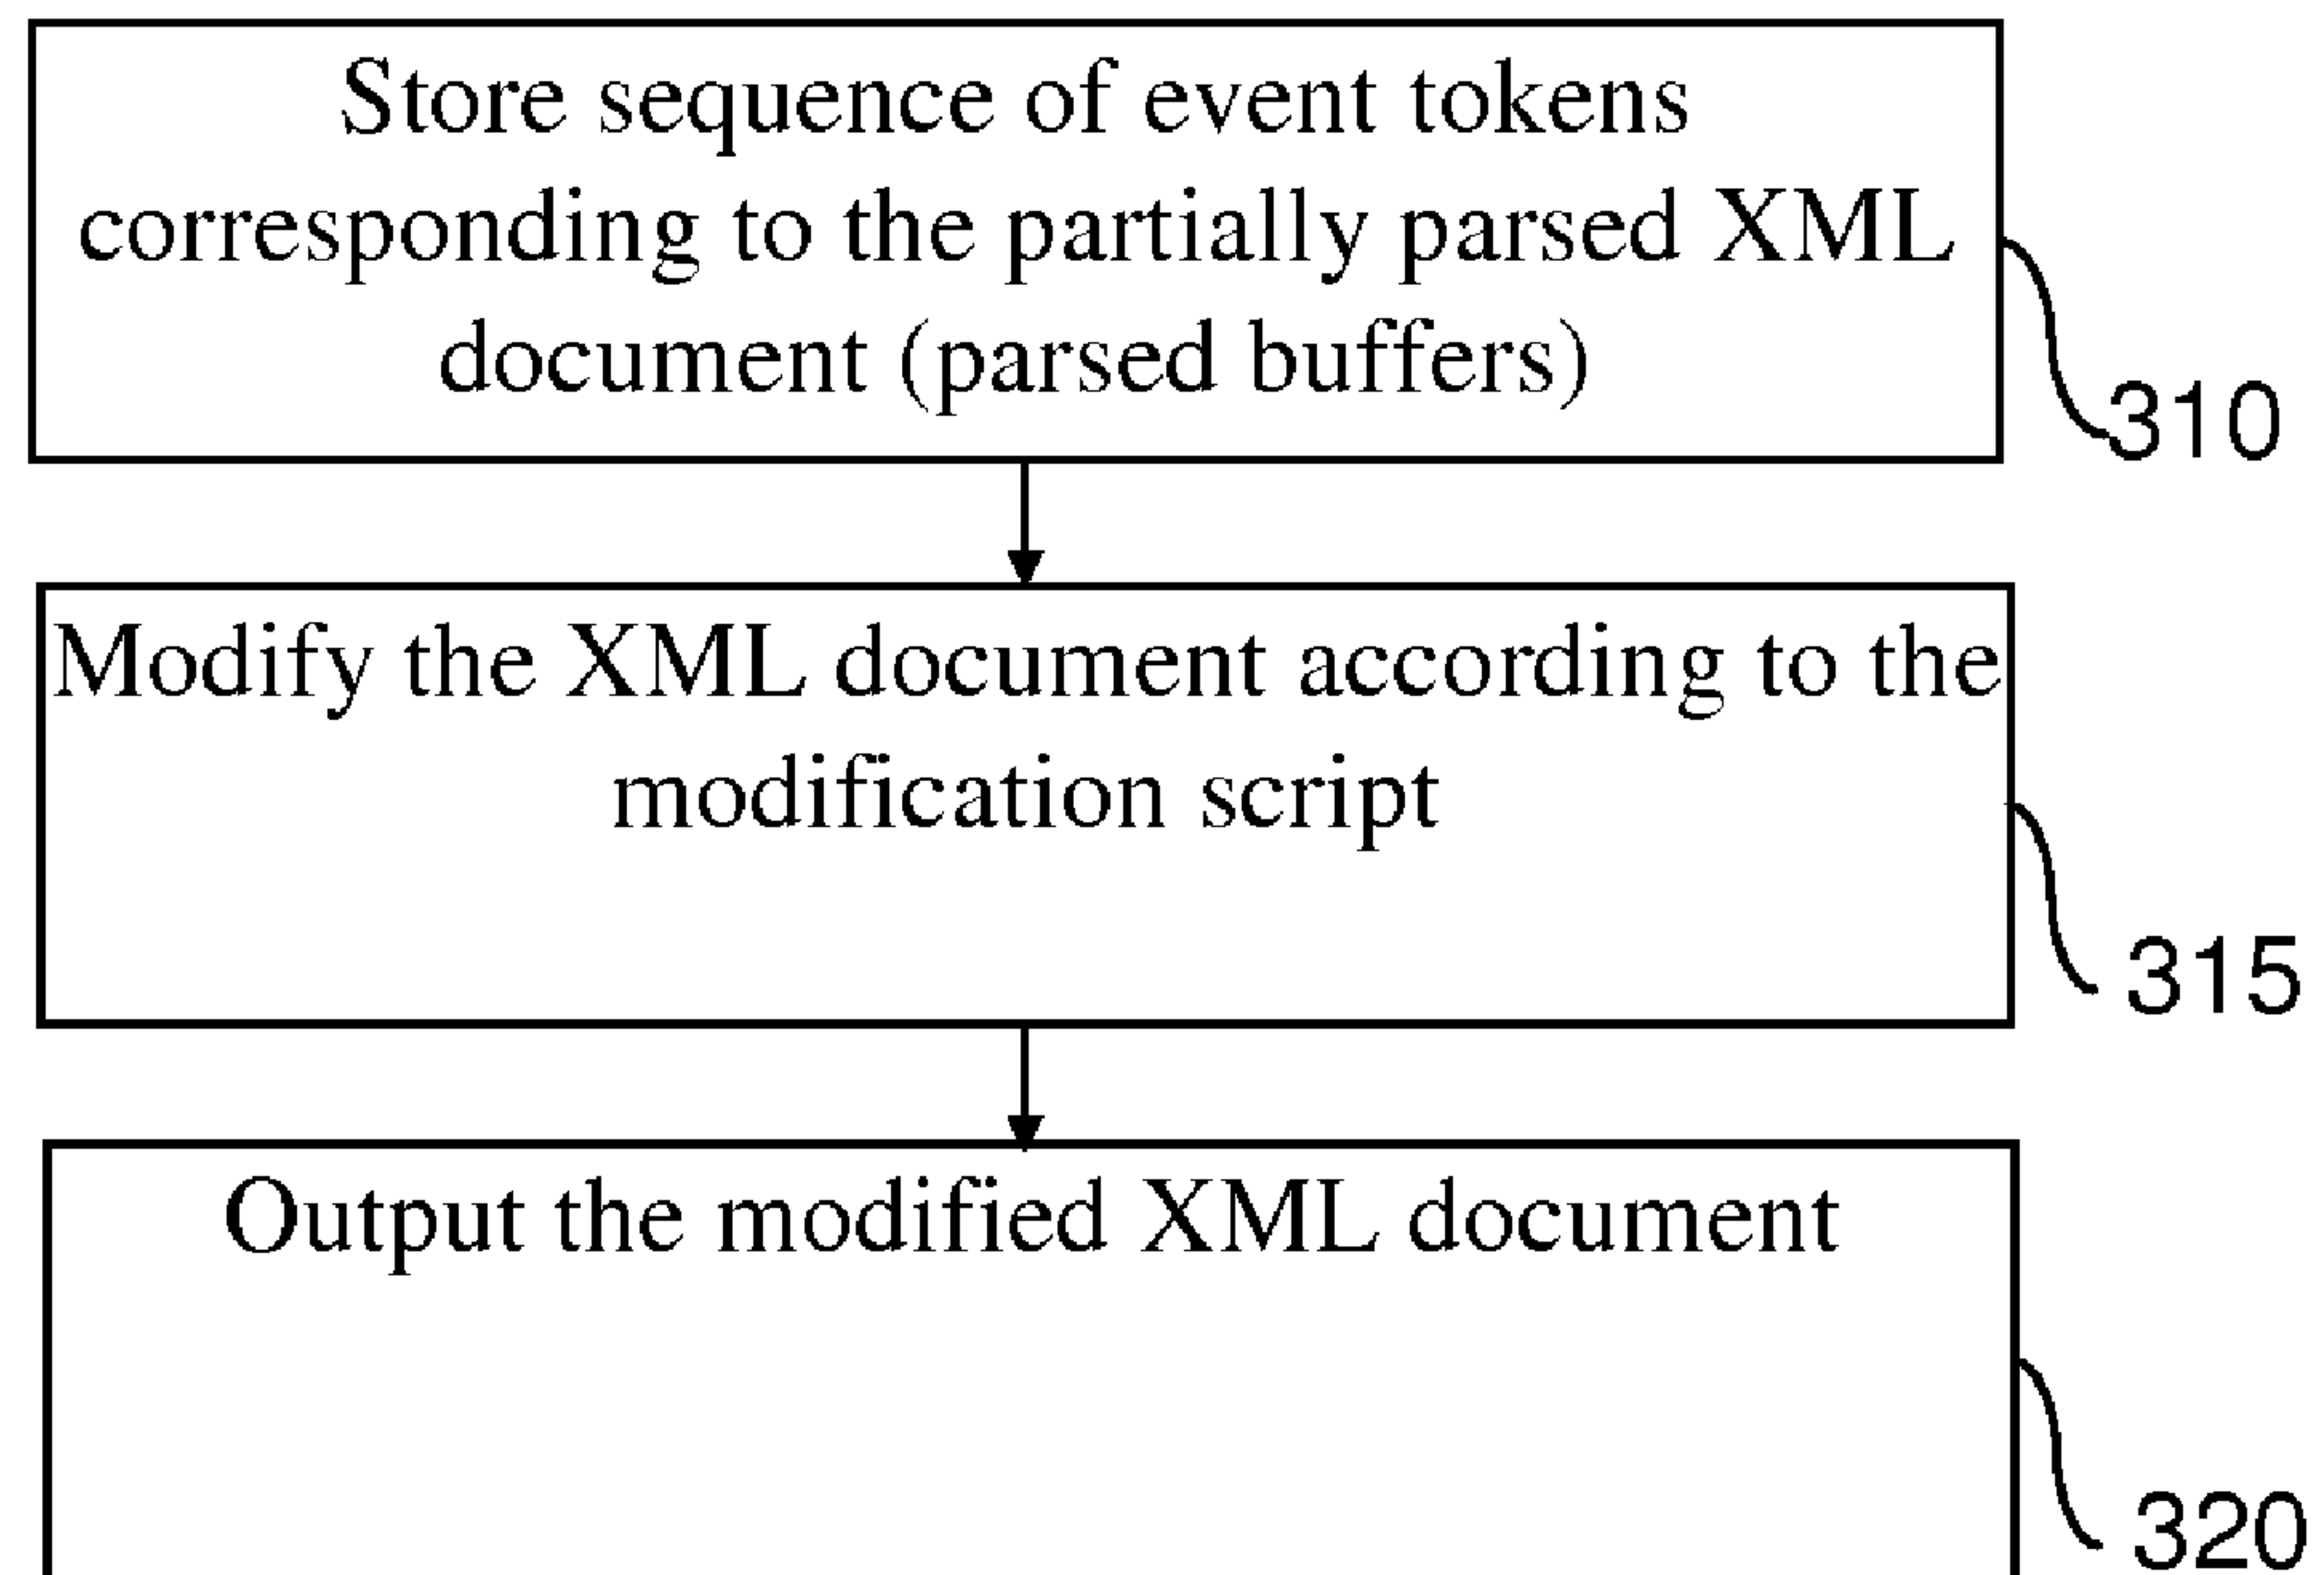 Store sequence of event tokens
corresponding to the partially parsed XML
document (parsed buffers)
310
Modify the XML document according to the
modification script
315
Output the modified XML document
320